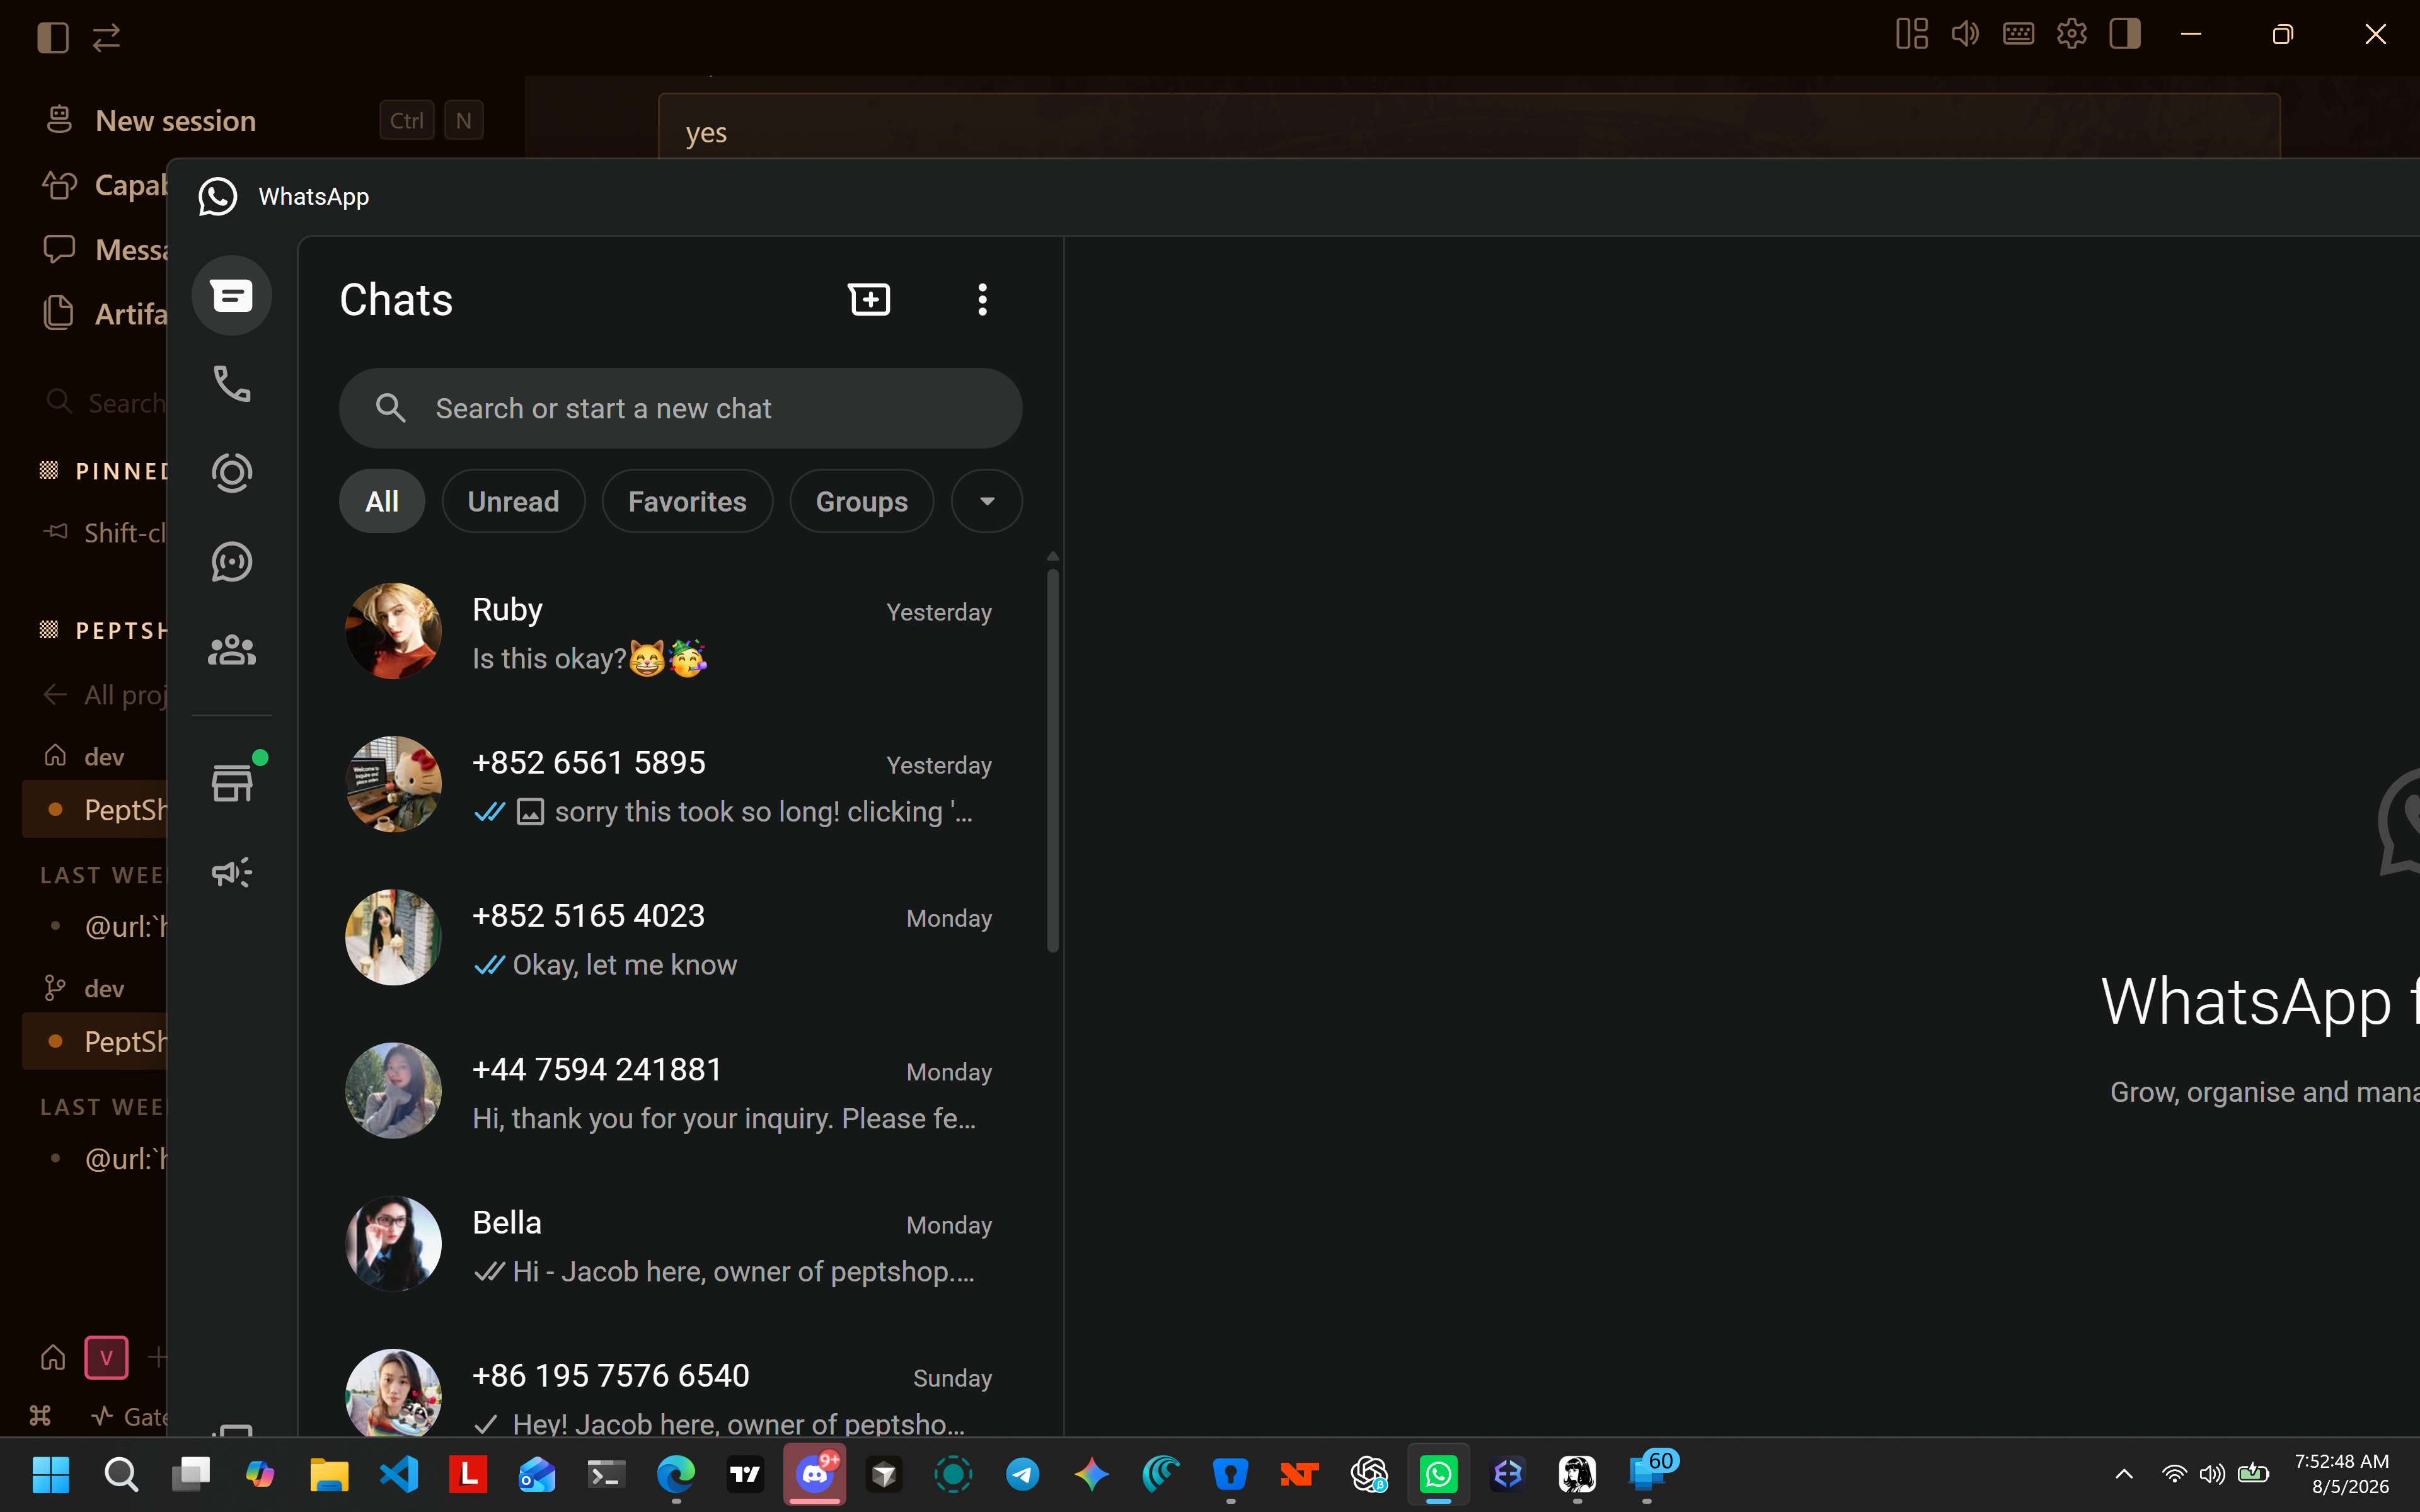 New session
Ctrl
N
yes
WhatsApp
Capab
Messa
Artifa
Search
PINNED
Shift-cl
PEPTSH
All proj
dev
PeptSh
LAST WEE
@url:`h
dev
PeptSh
LAST WEE
@url:`h
V
Gate
Chats
Search or start a new chat
All
Unread
Favorites
Groups
Ruby
Yesterday
Is this okay?😸🥳
+852 6561 5895
Yesterday
sorry this took so long! clicking '...
+852 5165 4023
Monday
Okay, let me know
+44 7594 241881
Monday
Hi, thank you for your inquiry. Please fe...
Bella
Monday
Hi - Jacob here, owner of peptshop....
+86 195 7576 6540
Sunday
Hey! Jacob here, owner of peptsho...
WhatsApp f
Grow, organise and mana
L
9+
NT
60
7:52:48 AM
8/5/2026